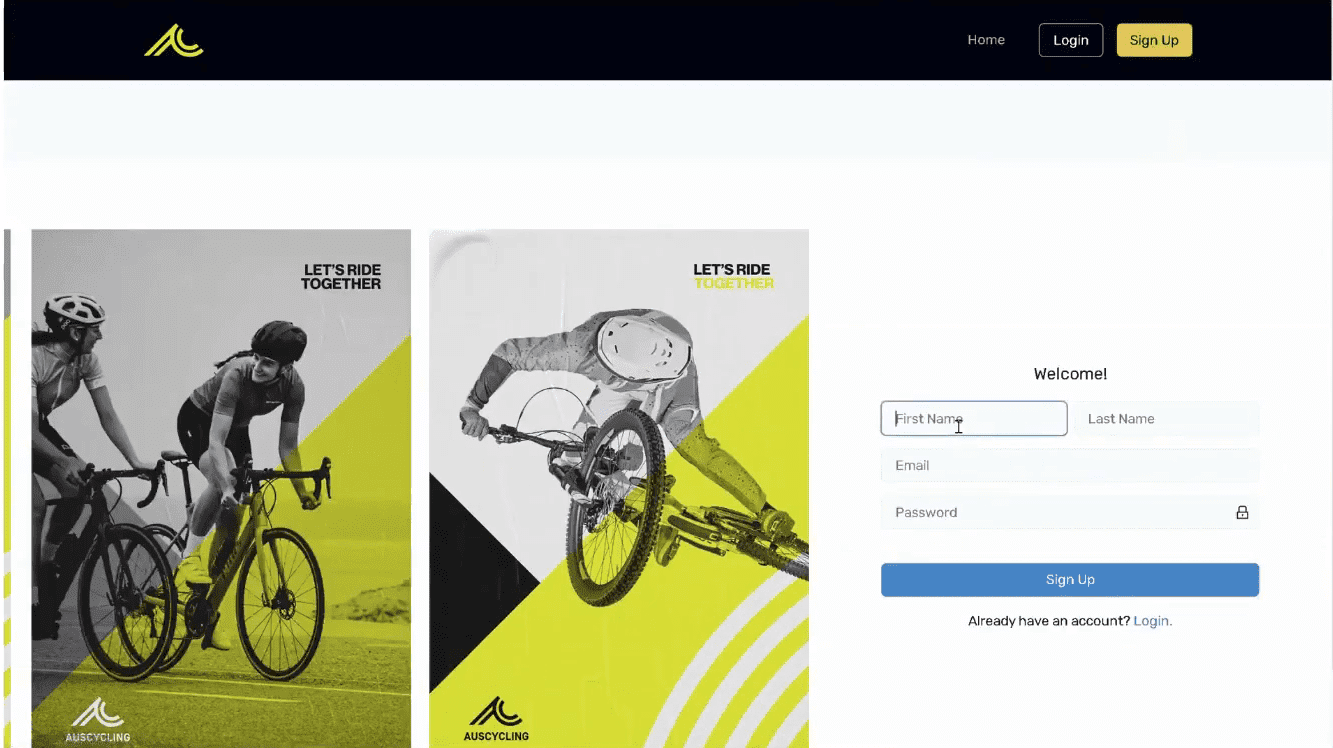 Home
Login
Sign Up
LET'S RIDE
TOGETHER
AUSCYCLING
LET'S RIDE
TOGETHER
AUSCYCLING
Welcome!
First Name
Last Name
Email
Password
Sign Up
Already have an account? Login.